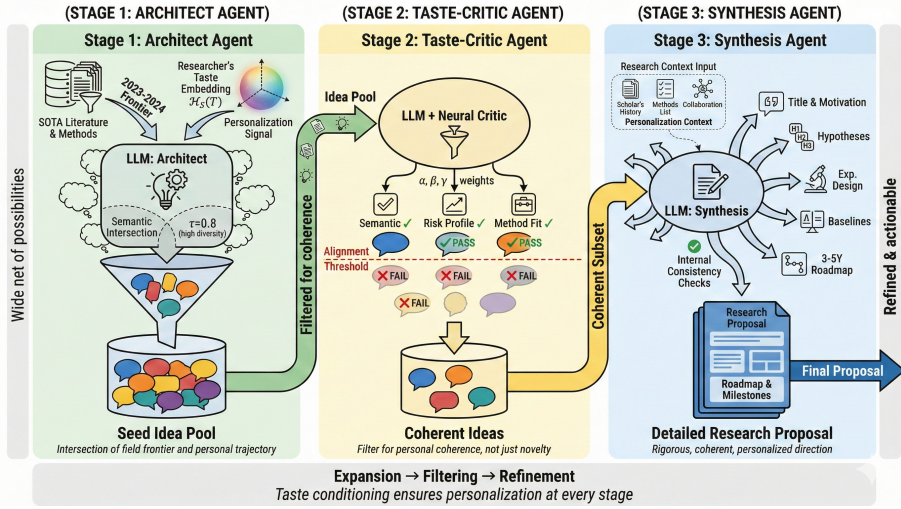 (STAGE 1: ARCHITECT AGENT)
(STAGE 2: TASTE-CRITIC AGENT)
(STAGE 3: SYNTHESIS AGENT)
Wide net of possibilities
Stage 1: Architect Agent
SOTA Literature
& Methods
2023-2024
Frontier
Researcher's
Taste
Embedding
H_S(T)
Personalization
Signal
LLM: Architect
Semantic
Intersection
τ=0.8
(high diversity)
Seed Idea Pool
Intersection of field frontier and personal trajectory
Filtered for coherence
Idea Pool
Stage 2: Taste-Critic Agent
LLM + Neural Critic
α, β, γ weights
Semantic ✓
Risk Profile ✓
Method Fit ✓
✓ PASS
✓ PASS
Alignment
Threshold
✗ FAIL
✗ FAIL
✗ FAIL
✗ FAIL
Coherent Ideas
Filter for personal coherence, not just novelty
Coherent Subset
Stage 3: Synthesis Agent
Research Context Input
Scholar's
History
Methods
List
Collaboration
Personalization Context
LLM: Synthesis
Title & Motivation
H1
H2
H3
Hypotheses
Exp.
Design
Baselines
3-5Y
Roadmap
Internal
Consistency
Checks
Research
Proposal
Roadmap &
Milestones
Final Proposal
Detailed Research Proposal
Rigorous, coherent, personalized direction
Refined & actionable
Expansion → Filtering → Refinement
Taste conditioning ensures personalization at every stage